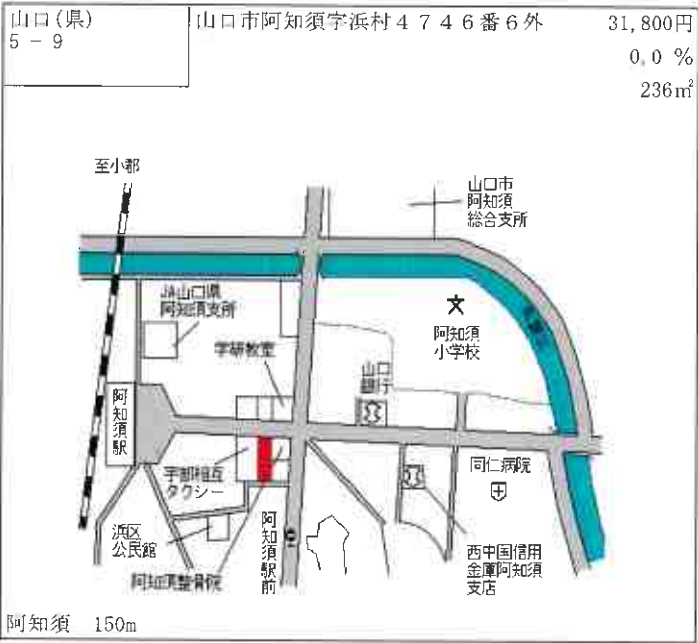 山口(県)
5－9
山口市阿知須字浜村４７４６番６外
31,800円
0.0 %
236㎡
至小郡
山口市
阿知須
総合支所
JA山口県
阿知須支所
阿知須
小学校
学研教室
山口
銀行
阿知須駅
宇部相互
タクシー
同仁病院
浜区
公民館
阿知須駅前
阿知須整骨院
西中国信用
金庫阿知須
支店
阿知須　150m